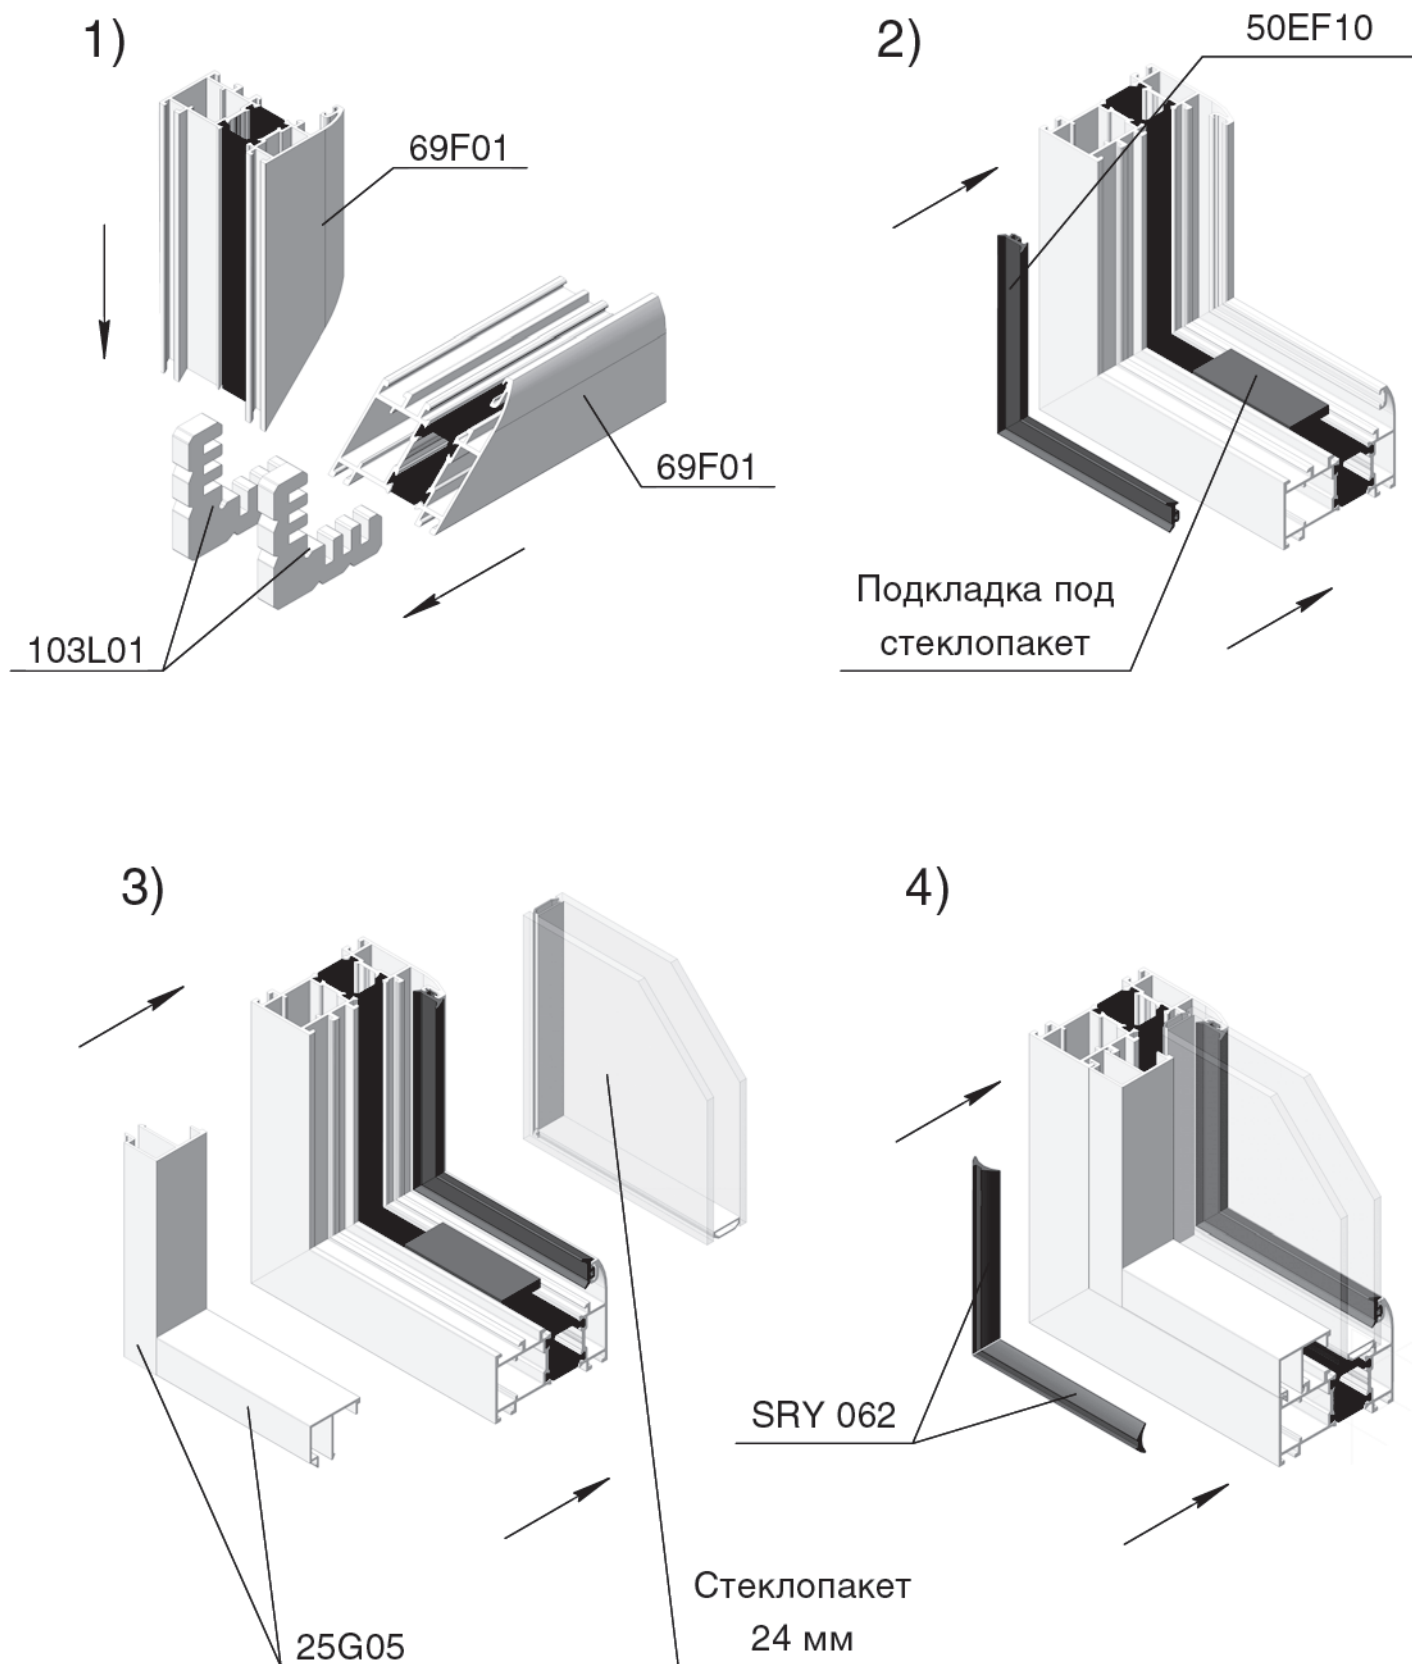 1)
69F01
69F01
103L01
2)
50EF10
Подкладка под
стеклопакет
3)
25G05
Стеклопакет
24 мм
4)
SRY 062